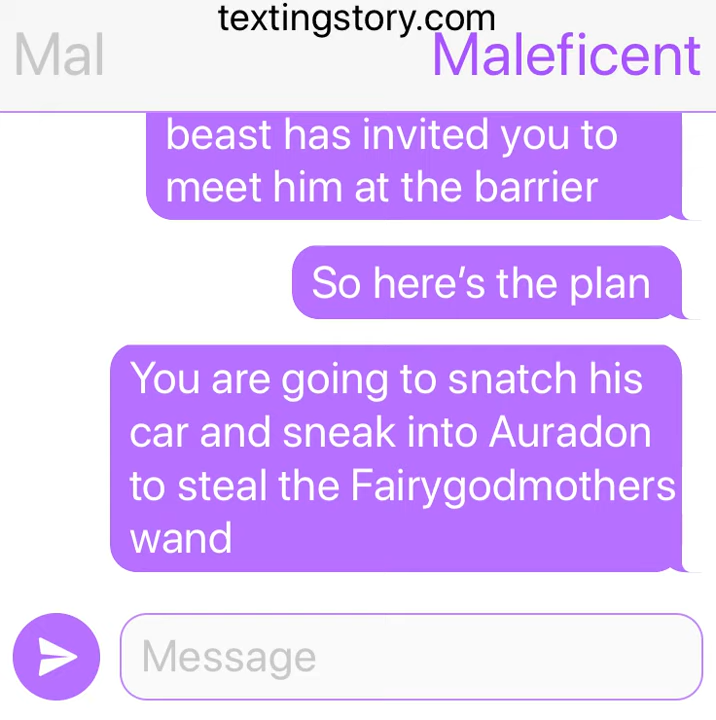 textingstory.com
Mal
Maleficent
beast has invited you to
meet him at the barrier
So here's the plan
You are going to snatch his
car and sneak into Auradon
to steal the Fairygodmothers
wand
Message